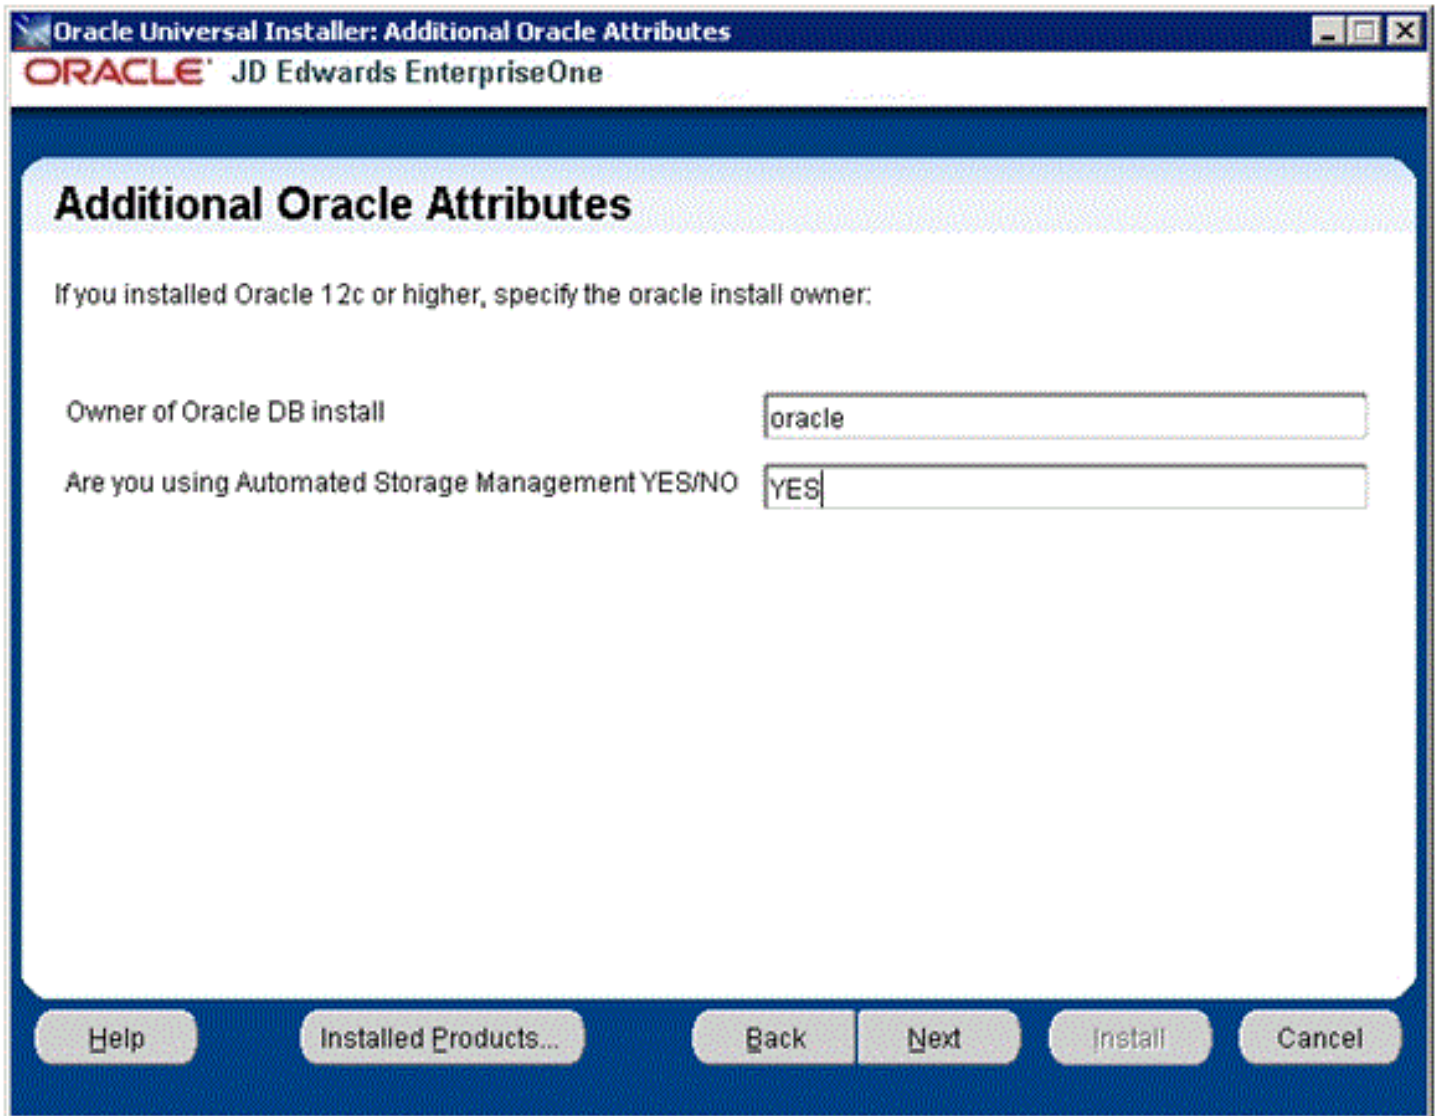 Oracle Universal Installer: Additional Oracle Attributes
ORACLE JD Edwards EnterpriseOne
Additional Oracle Attributes
If you installed Oracle 12c or higher, specify the oracle install owner:
Owner of Oracle DB install oracle
Are you using Automated Storage Management YES/NO YES
Help Installed Products... Back Next Install Cancel